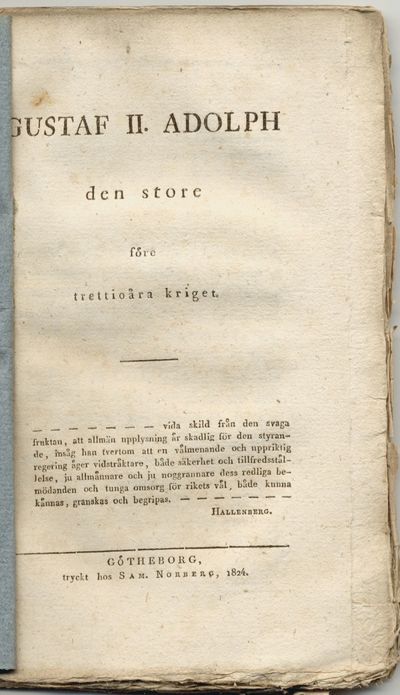 GUSTAF II. ADOLPH
den store
före
trettioåra kriget.
— — — — — — — — vida skild från den svaga
fruktan, att allmän upplysning är skadlig för den styran-
de, insåg han tvertom att en välmenande och uppriktig
regering äger vidsträktare, både säkerhet och tillfredsstäl-
lelse, ju allmännare och ju noggrannare dess redliga be-
mödanden och tunga omsorg för rikets väl, både kunna
kännas, granskas och begripas. — — — — — —
HALLENBERG.
GÖTHEBORG,
tryckt hos SAM. NORBERG, 1824.